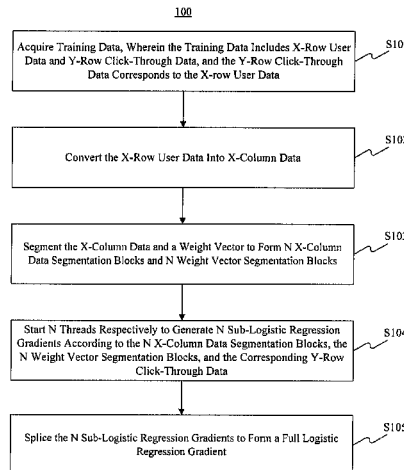 100
Acquire Training Data, Wherein the Training Data Includes X-Row User
Data and Y-Row Click-Through Data, and the Y-Row Click-Through
Data Corresponds to the X-row User Data
S10
Convert the X-Row User Data Into X-Column Data
S102
Segment the X-Column Data and a Weight Vector to Form N X-Column
Data Segmentation Blocks and N Weight Vector Segmentation Blocks
S103
Start N Threads Respectively to Generate N Sub-Logistic Regression
Gradients According to the N X-Column Data Segmentation Blocks, the
N Weight Vector Segmentation Blocks, and the Corresponding Y-Row
Click-Through Data
S104
Splice the N Sub-Logistic Regression Gradients to Form a Full Logistic
Regression Gradient
S105